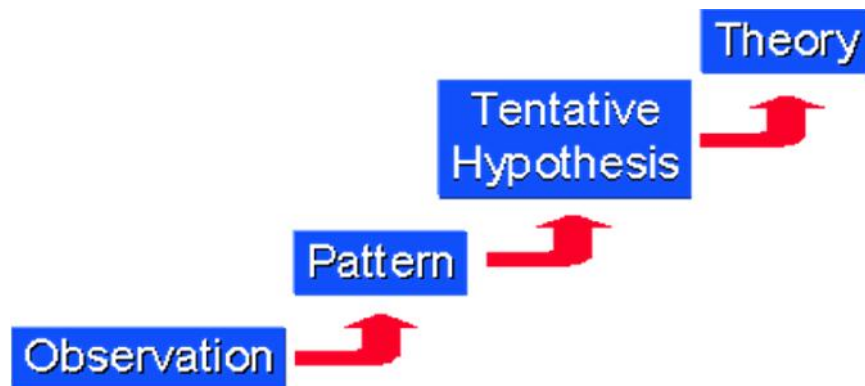 Theory
Tentative
Hypothesis
Pattern
Observation